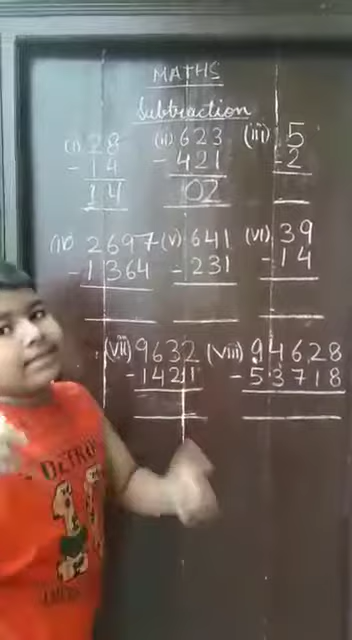 MATHS
Subtraction
(i) 28 (ii) 623 (iii) 5
- 14 - 421 - 2
14 02
(iv) 2697 (v) 641 (vi) 39
- 1364 - 231 - 14
(vii) 9632 (viii) 94628
- 1421 - 53718
DETRO